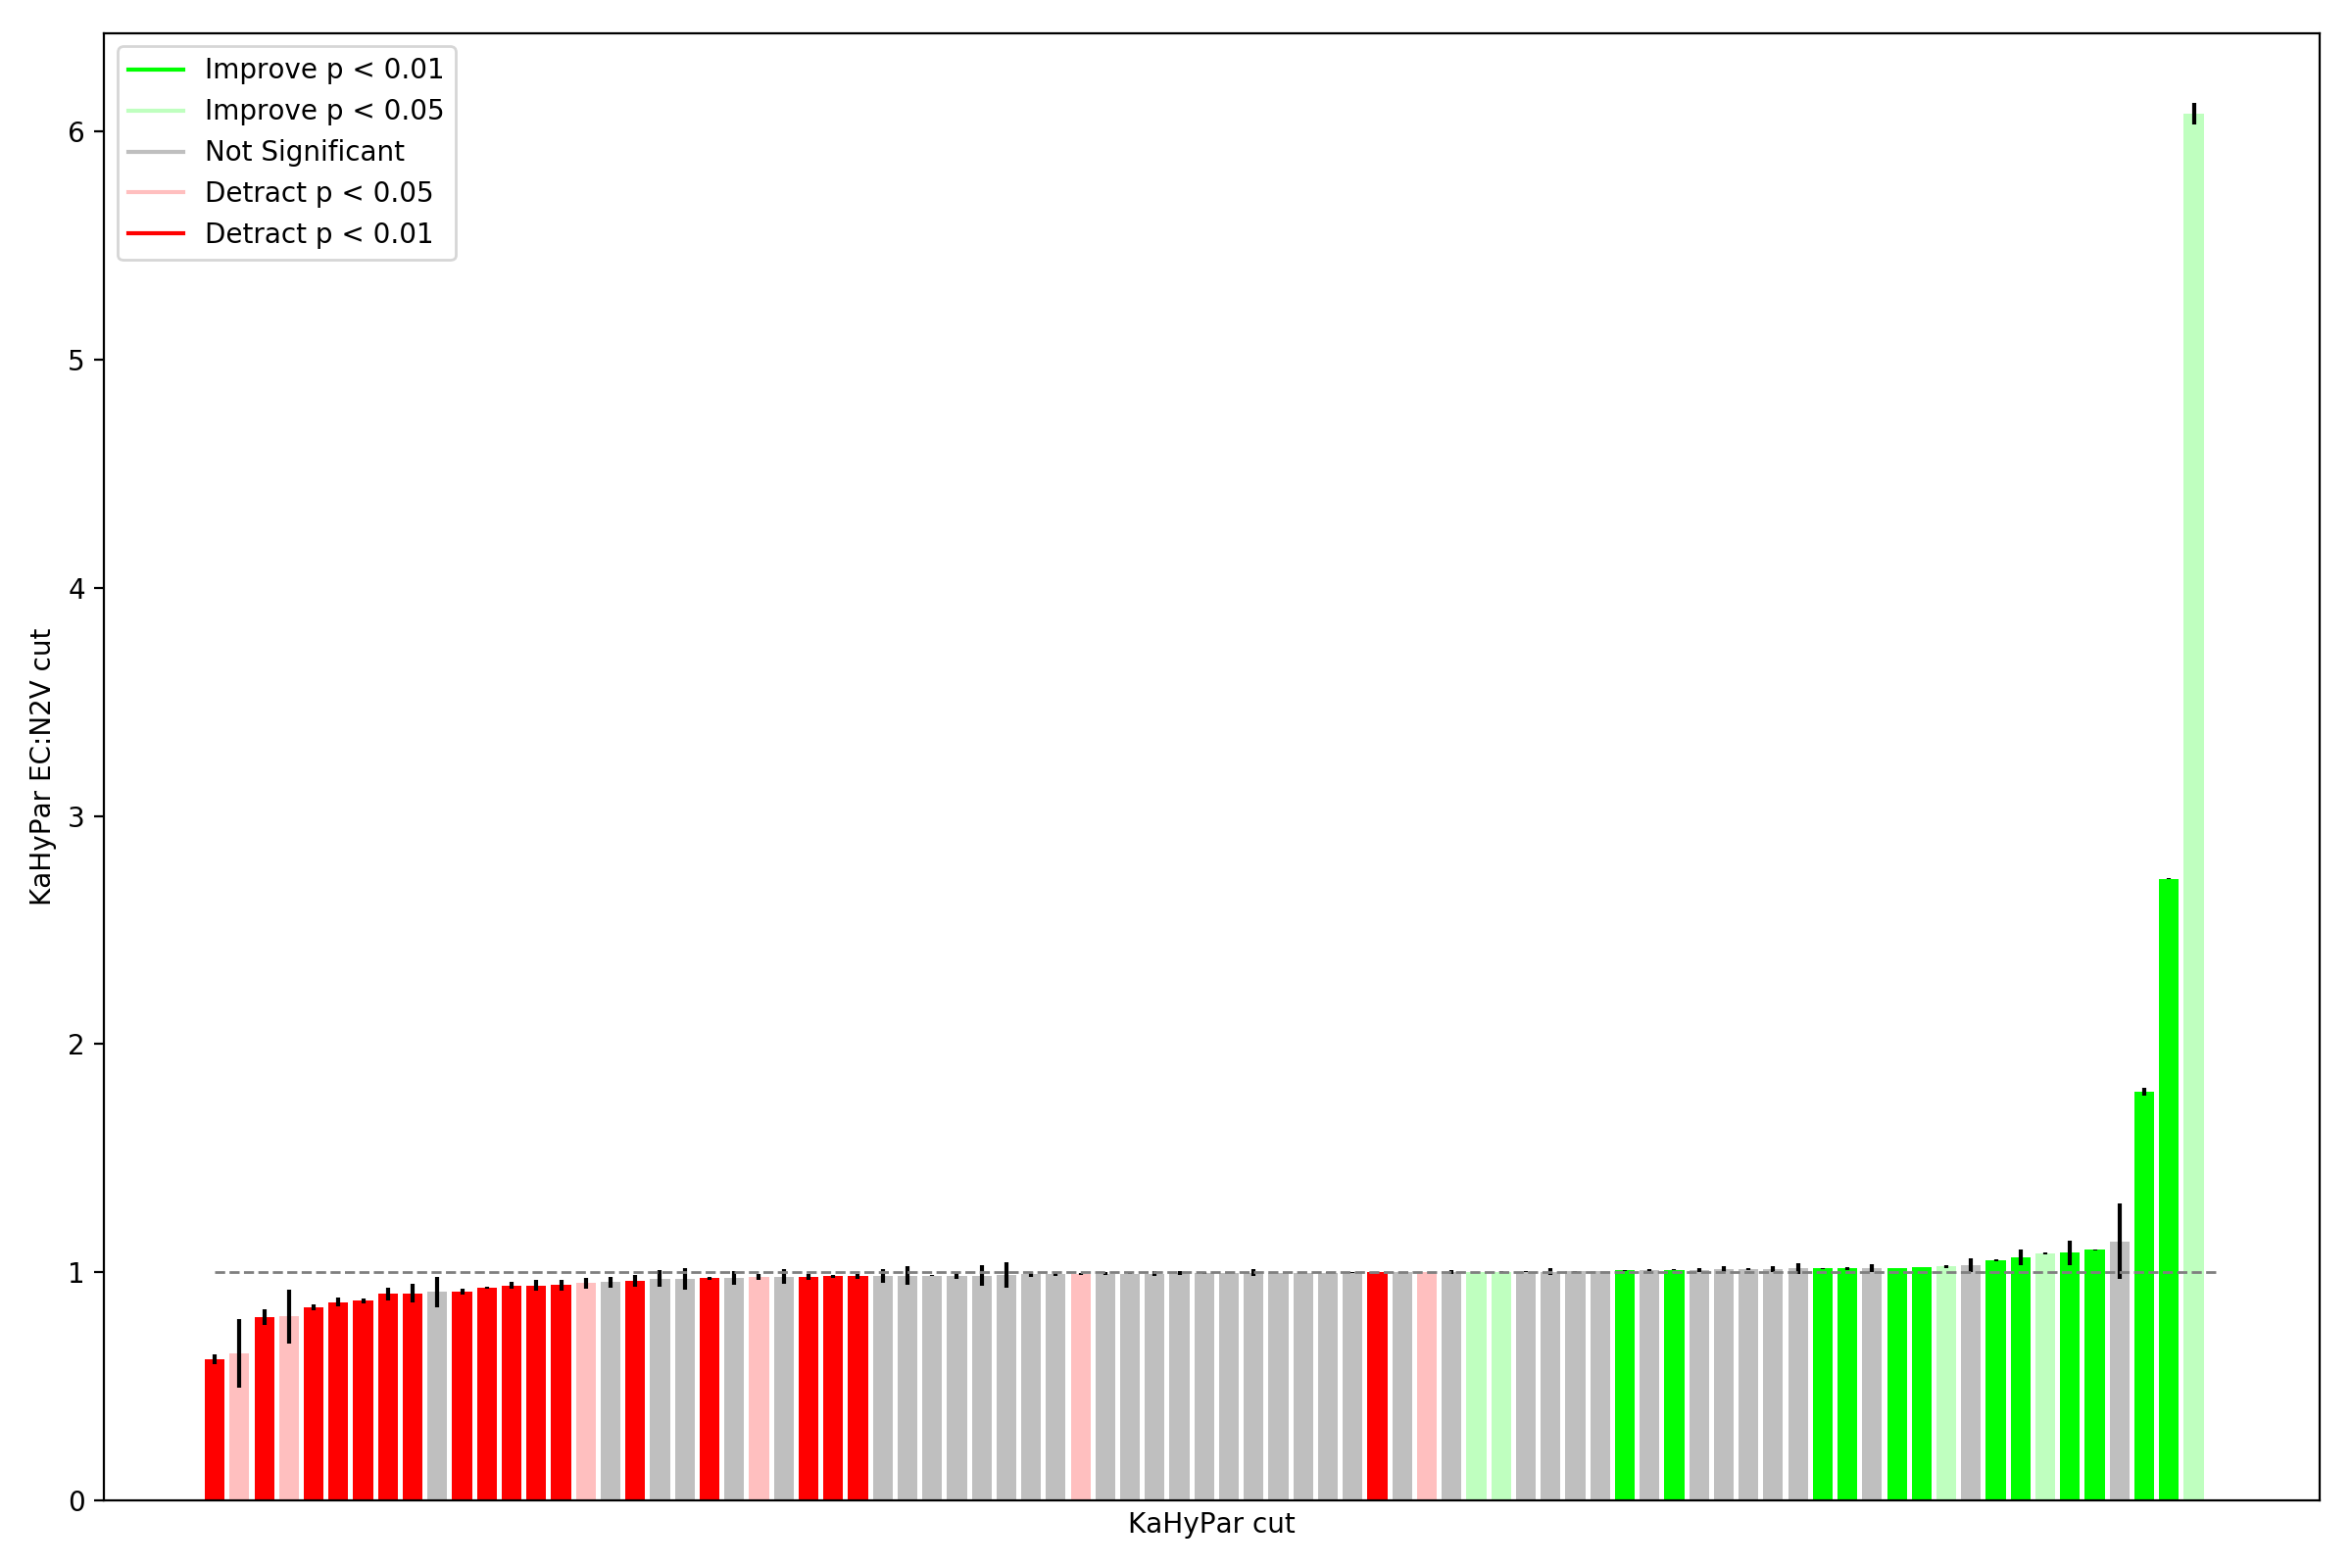 Improve p < 0.01
Improve p < 0.05
Not Significant
Detract p < 0.05
Detract p < 0.01
6
5
4
3
2
1
0
KaHyPar EC:N2V cut
KaHyPar cut